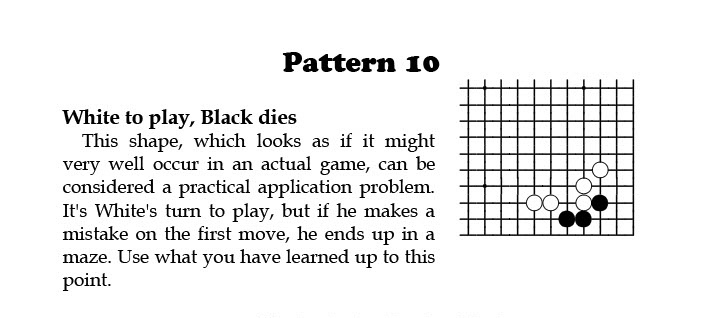 Pattern 10
White to play, Black dies
This shape, which looks as if it might
very well occur in an actual game, can be
considered a practical application problem.
It's White's turn to play, but if he makes a
mistake on the first move, he ends up in a
maze. Use what you have learned up to this
point.